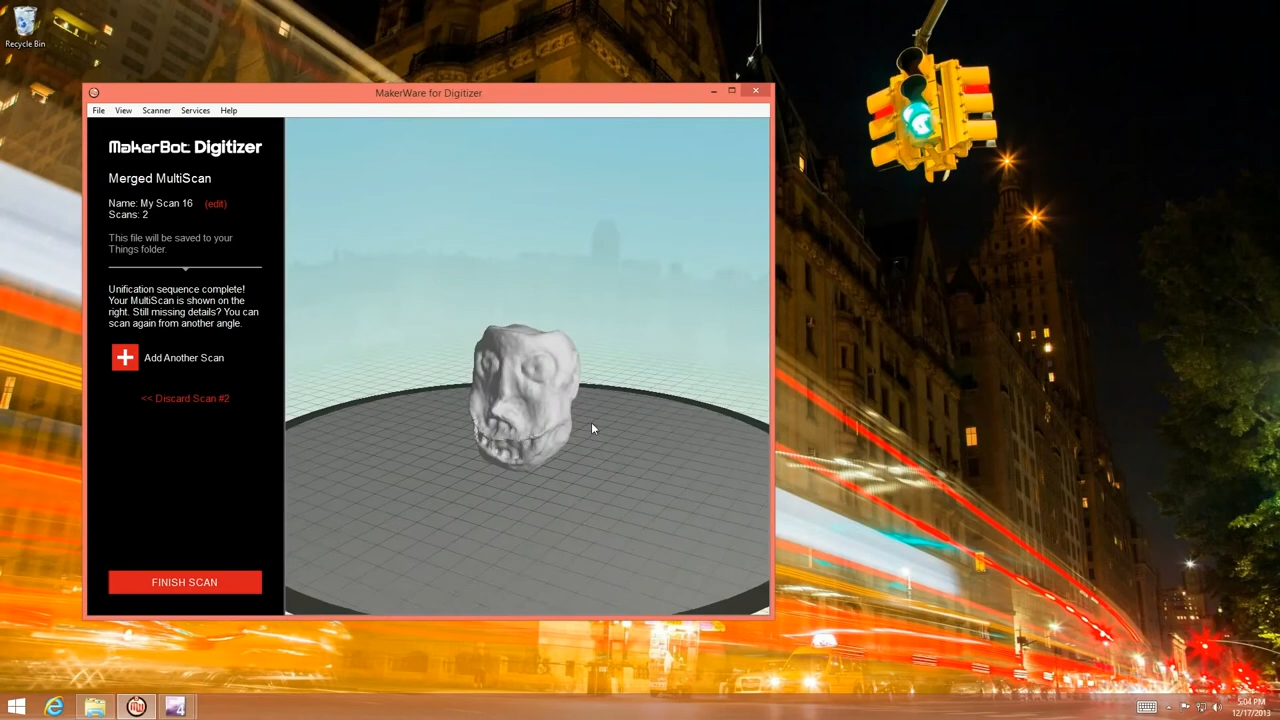 Recycle Bin
MakerWare for Digitizer
File View Scanner Services Help
MakerBot Digitizer
Merged MultiScan
Name: My Scan 16 (edit)
Scans: 2
This file will be saved to your
Things folder.
Unification sequence complete!
Your MultiScan is shown on the
right. Still missing details? You can
scan again from another angle.
Add Another Scan
<< Discard Scan #2
FINISH SCAN
5:04 PM
12/17/2013